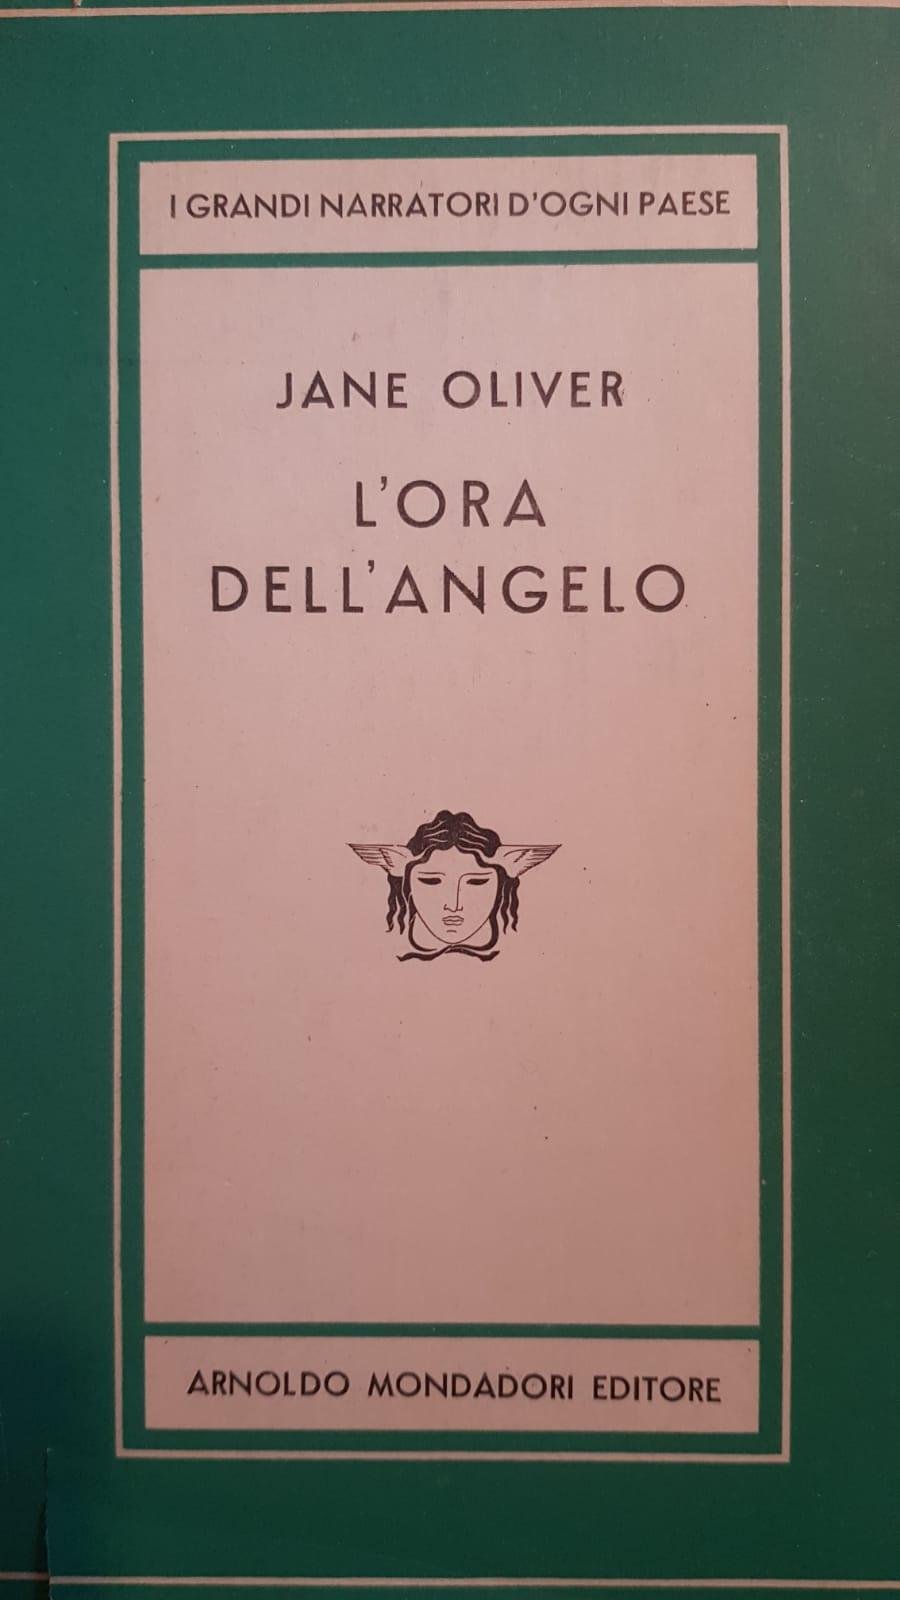 I GRANDI NARRATORI D'OGNI PAESE
JANE OLIVER
L'ORA
DELL'ANGELO
ARNOLDO MONDADORI EDITORE